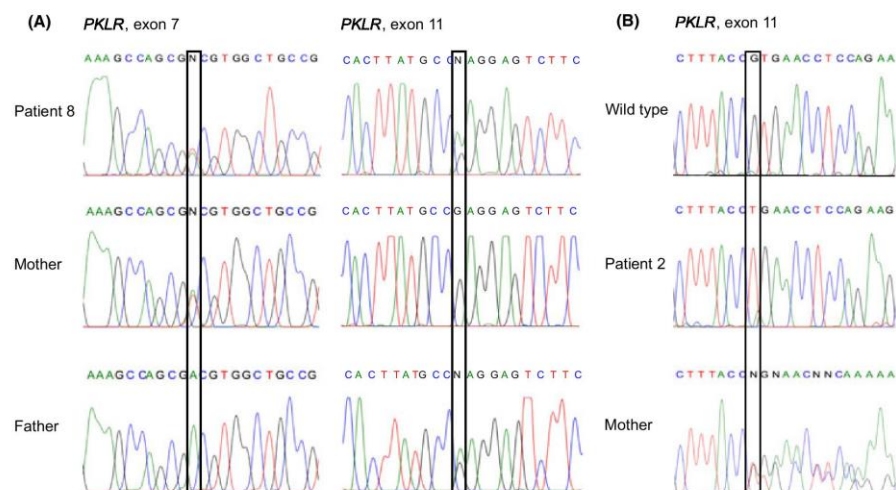 (A) PKLR, exon 7 PKLR, exon 11 (B) PKLR, exon 11
AAAGCCAGCGNCGTGGCTGCCG CACTTATGCCNAGGAGTCTTC CTTTACCGTGAACCTCCAGAA
Patient 8 Wild type
AAAGCCAGCGNCGTGGCTGCCG CACTTATGCCGAGGAGTCTTC CTTTACCTGAACCTCCAGAAG
Mother Patient 2
AAAGCCAGCGACGTGGCTGCCG CACTTATGCCNAGGAGTCTTC CTTTACCNGNAACNNCAAAAA
Father Mother